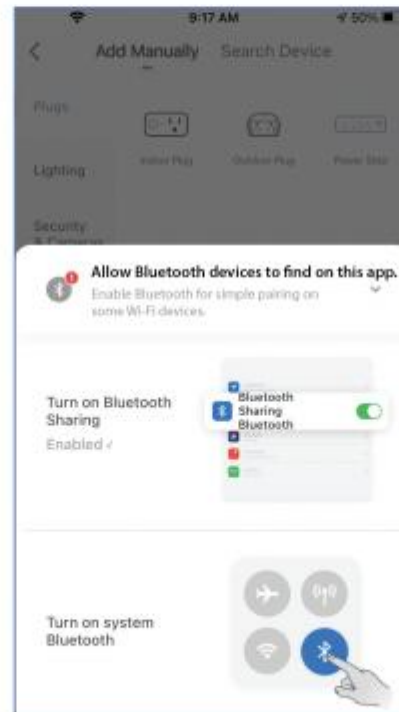 9:17 AM
50%
Add Manually Search Device
Plugs
Indoor Plug Outdoor Plug Power Strip
Lighting
Security
& Cameras
Allow Bluetooth devices to find on this app.
Enable Bluetooth for simple pairing on
some Wi-Fi devices.
Turn on Bluetooth
Sharing
Enabled ✓
Bluetooth
Sharing
Bluetooth
Turn on system
Bluetooth